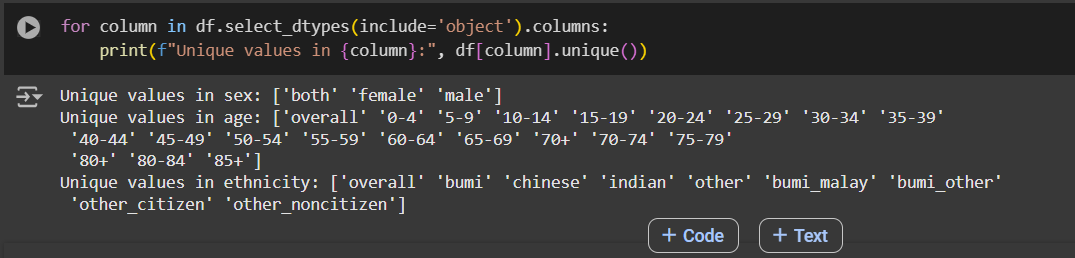 for column in df.select_dtypes(include='object').columns:
    print(f"Unique values in {column}:", df[column].unique())
Unique values in sex: ['both' 'female' 'male']
Unique values in age: ['overall' '0-4' '5-9' '10-14' '15-19' '20-24' '25-29' '30-34' '35-39'
 '40-44' '45-49' '50-54' '55-59' '60-64' '65-69' '70+' '70-74' '75-79'
 '80+' '80-84' '85+']
Unique values in ethnicity: ['overall' 'bumi' 'chinese' 'indian' 'other' 'bumi_malay' 'bumi_other'
 'other_citizen' 'other_noncitizen']
+ Code + Text